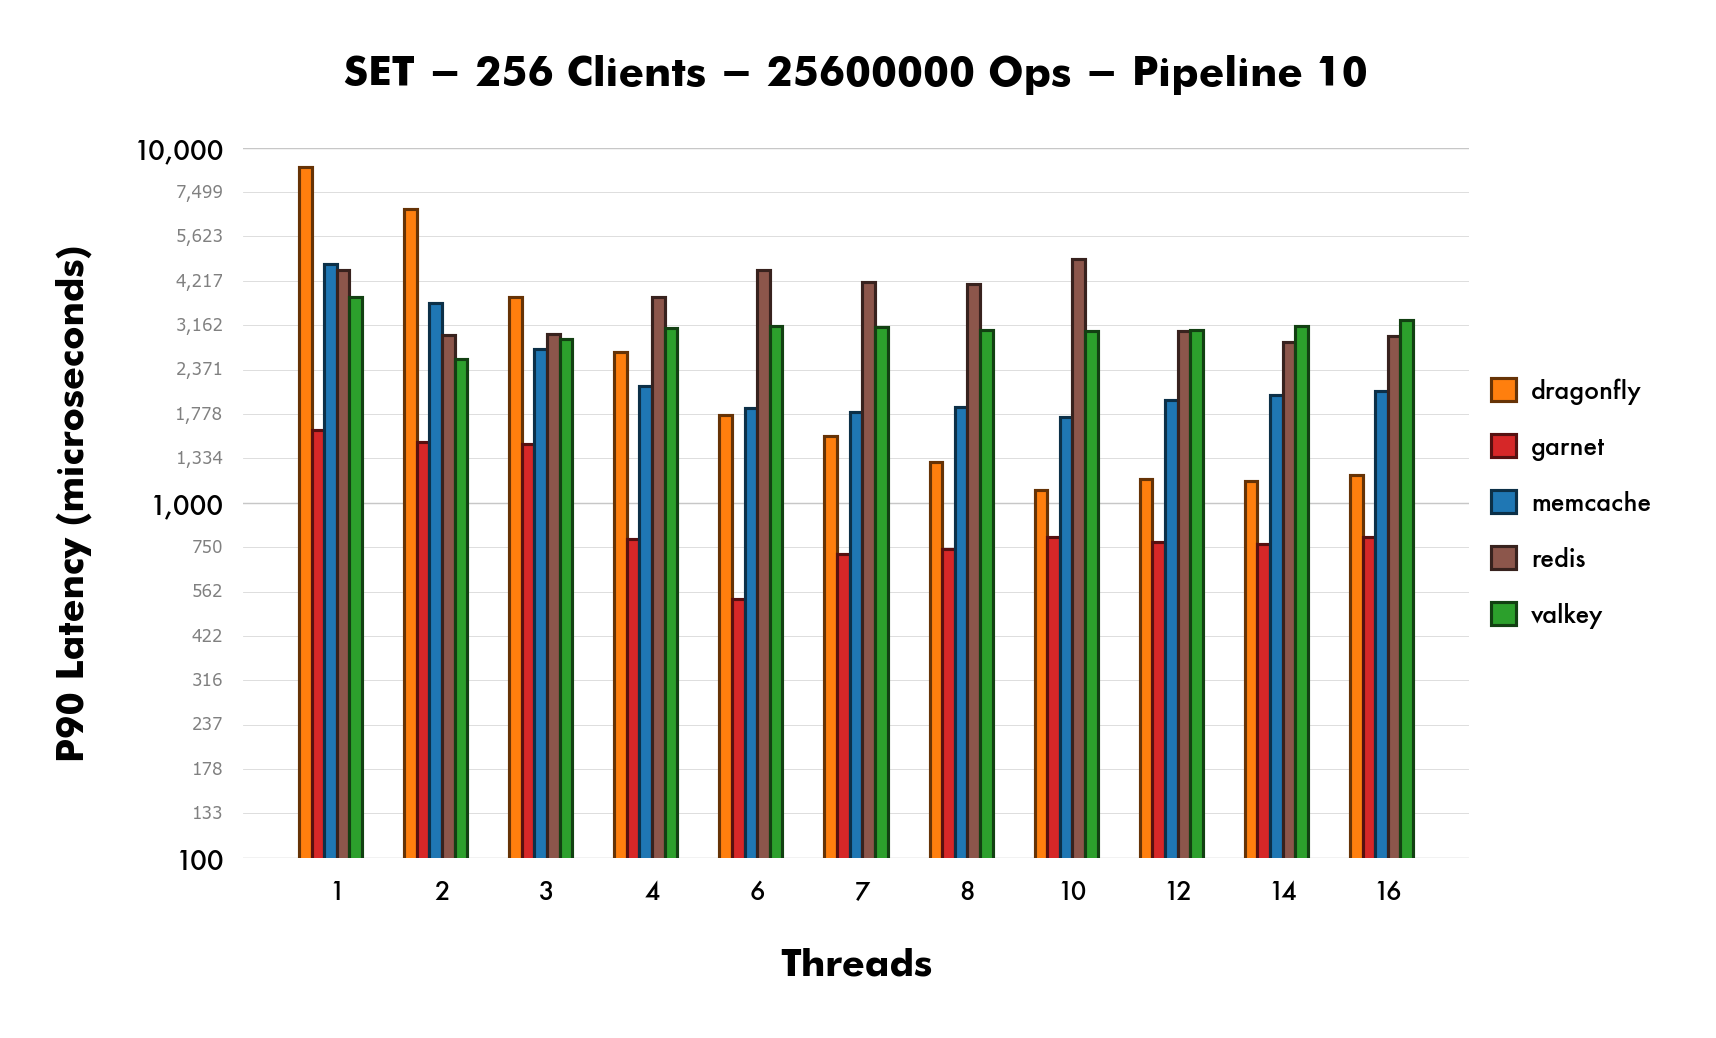 SET – 256 Clients – 25600000 Ops – Pipeline 10
P90 Latency (microseconds)
10,000
7,499
5,623
4,217
3,162
2,371
1,778
1,334
1,000
750
562
422
316
237
178
133
100
1 2 3 4 6 7 8 10 12 14 16
Threads
dragonfly
garnet
memcache
redis
valkey